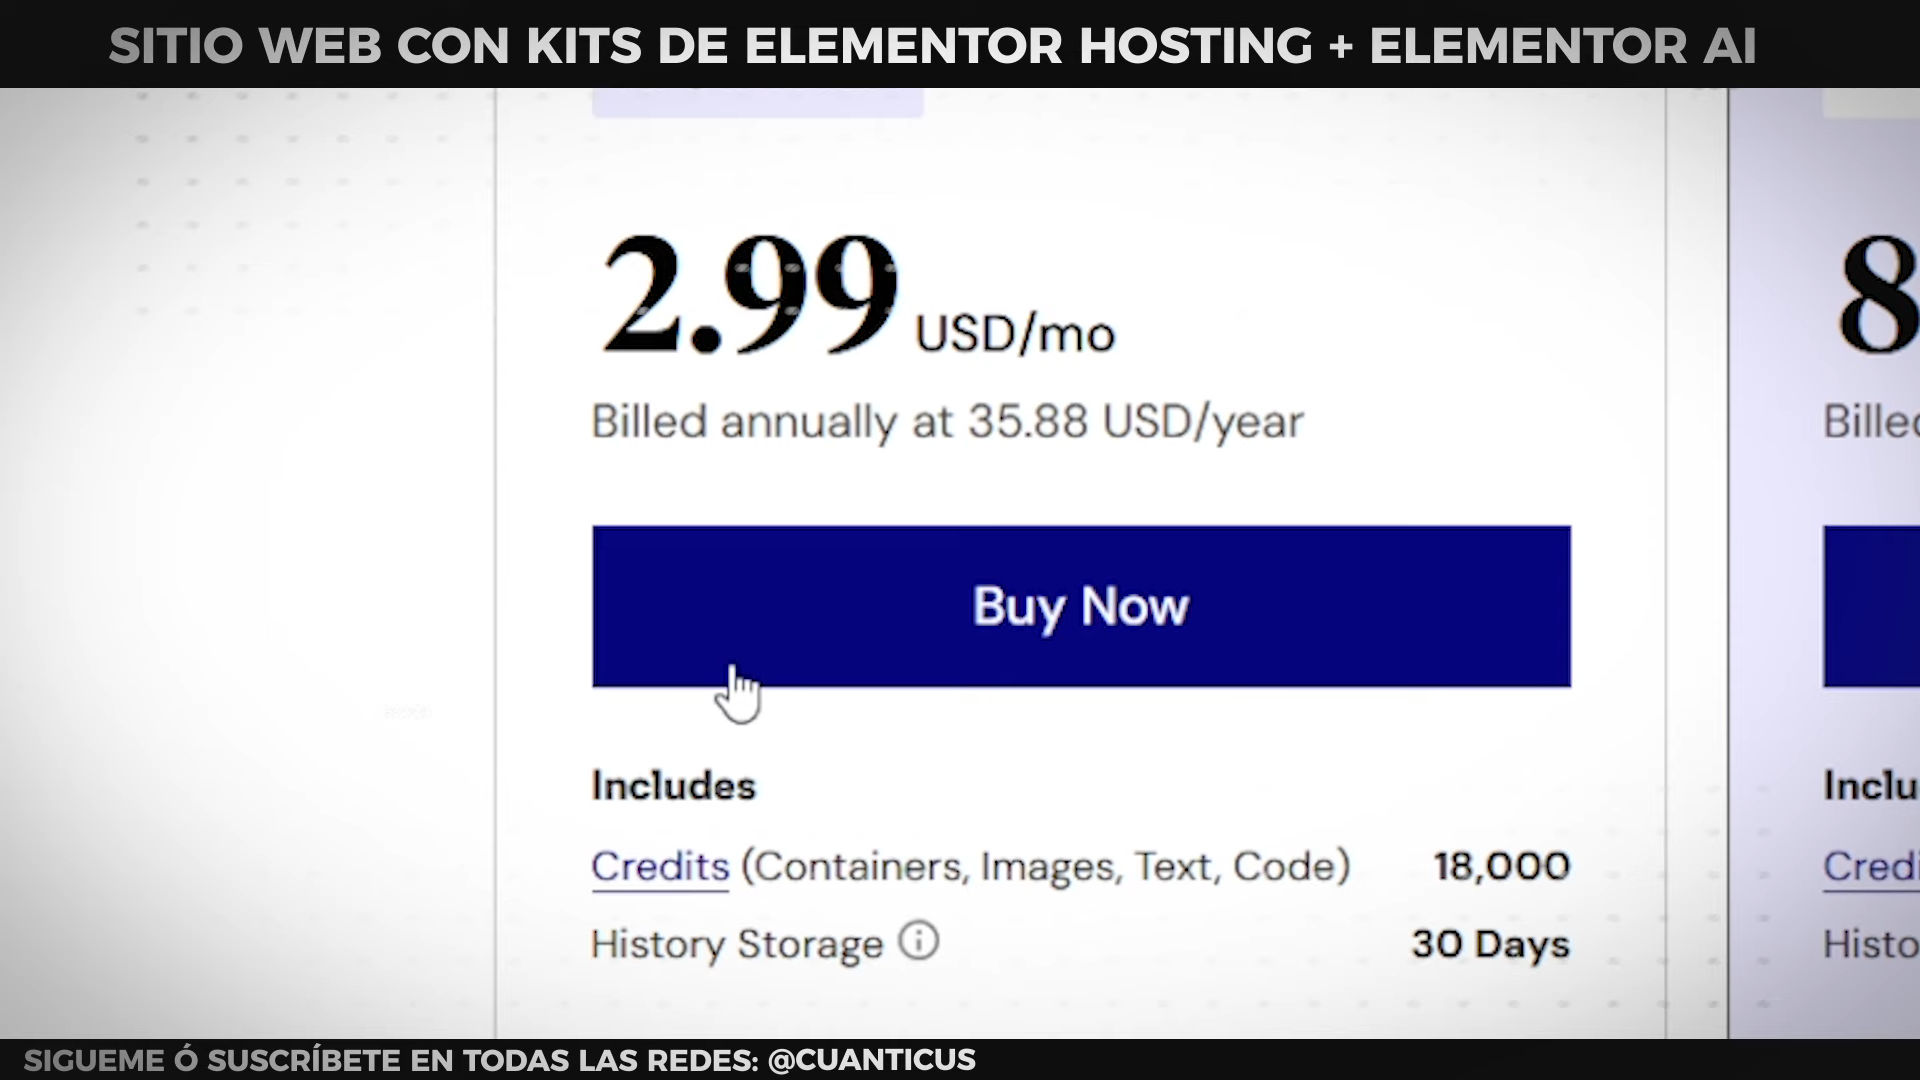 SITIO WEB CON KITS DE ELEMENTOR HOSTING + ELEMENTOR AI
2.99 USD/mo
8
Billed annually at 35.88 USD/year
Buy Now
Includes
Credits (Containers, Images, Text, Code) 18,000
History Storage 30 Days
SIGUEME Ó SUSCRÍBETE EN TODAS LAS REDES: @CUANTICUS